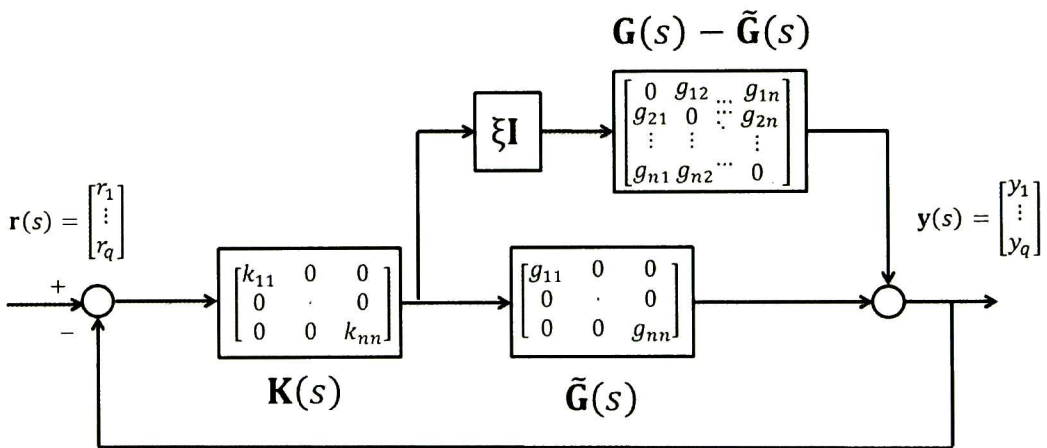 G(s) − G̃(s)
ξI
[0 g12 ... g1n
g21 0 ⋱ g2n
⋮ ⋮ ⋮
gn1 gn2 ... 0]
r(s) = [r1 ⋮ rq]
y(s) = [y1 ⋮ yq]
+
−
[k11 0 0
0 . 0
0 0 knn]
[g11 0 0
0 . 0
0 0 gnn]
K(s)
G̃(s)